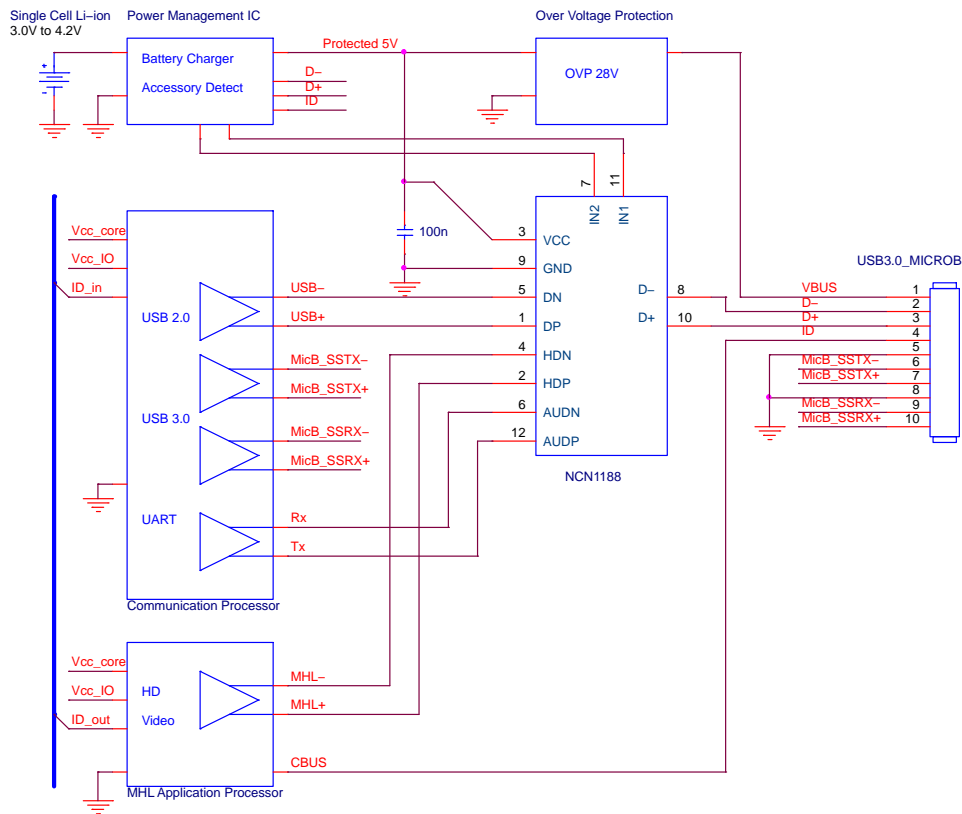 Single Cell Li–ion
3.0V to 4.2V
Power Management IC
Over Voltage Protection
Battery Charger
Accessory Detect
Protected 5V
D–
D+
ID
OVP 28V
+
-
7
11
IN2
IN1
Vcc_core
Vcc_IO
ID_in
USB 2.0
USB 3.0
UART
USB–
USB+
MicB_SSTX–
MicB_SSTX+
MicB_SSRX–
MicB_SSRX+
Rx
Tx
Communication Processor
100n
3
VCC
9
GND
5
DN
1
DP
4
HDN
2
HDP
6
AUDN
12
AUDP
D–
8
D+
10
NCN1188
USB3.0_MICROB
VBUS
1
D–
2
D+
3
ID
4
5
MicB_SSTX–
6
MicB_SSTX+
7
8
MicB_SSRX–
9
MicB_SSRX+
10
Vcc_core
Vcc_IO
ID_out
HD
Video
MHL–
MHL+
CBUS
MHL Application Processor